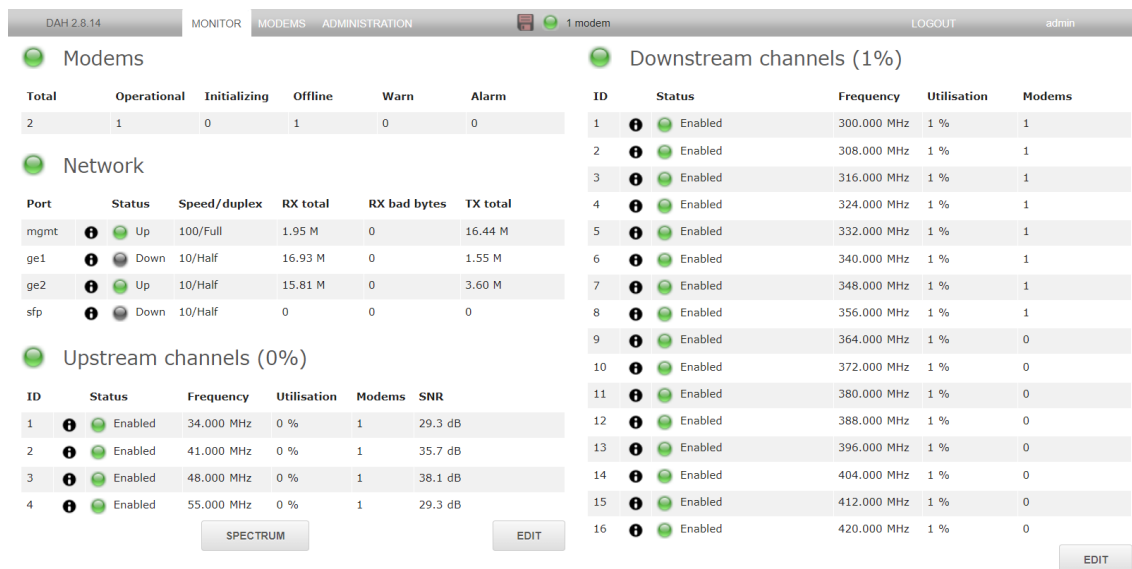 DAH 2.8.14 MONITOR MODEMS ADMINISTRATION 1 modem LOGOUT admin
Modems
Total Operational Initializing Offline Warn Alarm
2 1 0 1 0 0
Network
Port Status Speed/duplex RX total RX bad bytes TX total
mgmt Up 100/Full 1.95 M 0 16.44 M
ge1 Down 10/Half 16.93 M 0 1.55 M
ge2 Up 10/Half 15.81 M 0 3.60 M
sfp Down 10/Half 0 0 0
Upstream channels (0%)
ID Status Frequency Utilisation Modems SNR
1 Enabled 34.000 MHz 0 % 1 29.3 dB
2 Enabled 41.000 MHz 0 % 1 35.7 dB
3 Enabled 48.000 MHz 0 % 1 38.1 dB
4 Enabled 55.000 MHz 0 % 1 29.3 dB
SPECTRUM EDIT
Downstream channels (1%)
ID Status Frequency Utilisation Modems
1 Enabled 300.000 MHz 1 % 1
2 Enabled 308.000 MHz 1 % 1
3 Enabled 316.000 MHz 1 % 1
4 Enabled 324.000 MHz 1 % 1
5 Enabled 332.000 MHz 1 % 1
6 Enabled 340.000 MHz 1 % 1
7 Enabled 348.000 MHz 1 % 1
8 Enabled 356.000 MHz 1 % 1
9 Enabled 364.000 MHz 1 % 0
10 Enabled 372.000 MHz 1 % 0
11 Enabled 380.000 MHz 1 % 0
12 Enabled 388.000 MHz 1 % 0
13 Enabled 396.000 MHz 1 % 0
14 Enabled 404.000 MHz 1 % 0
15 Enabled 412.000 MHz 1 % 0
16 Enabled 420.000 MHz 1 % 0
EDIT